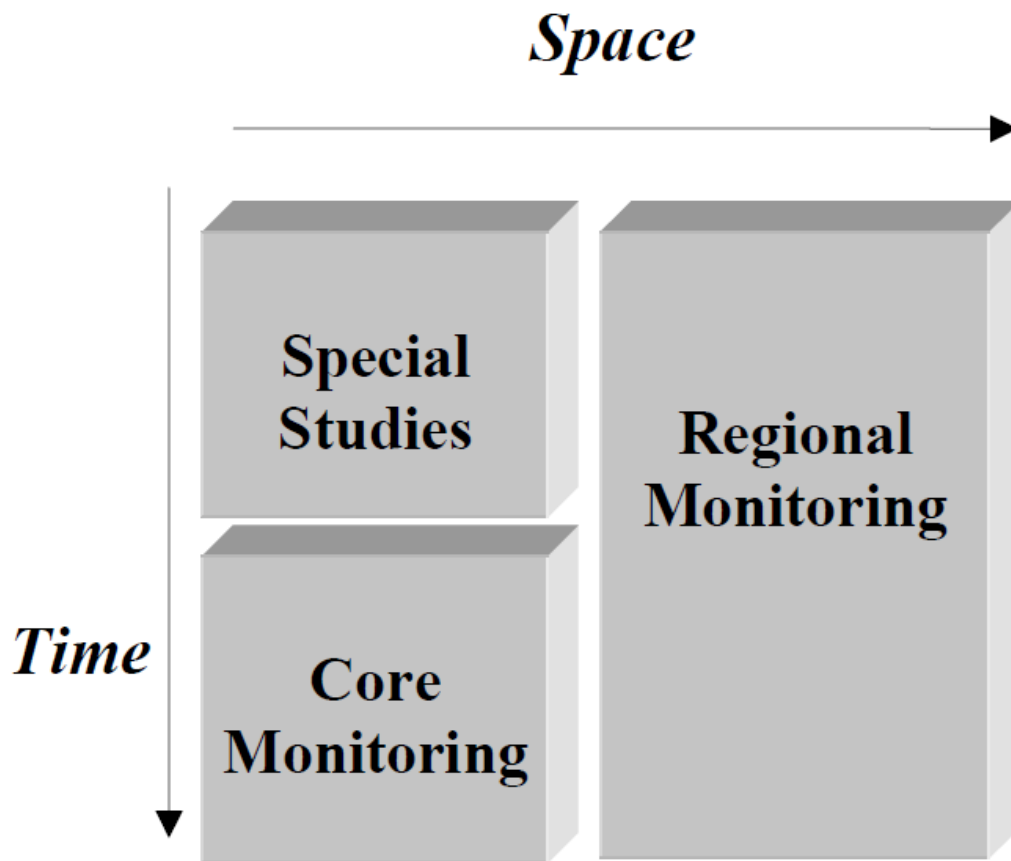 Space
Special
Studies
Regional
Monitoring
Time
Core
Monitoring